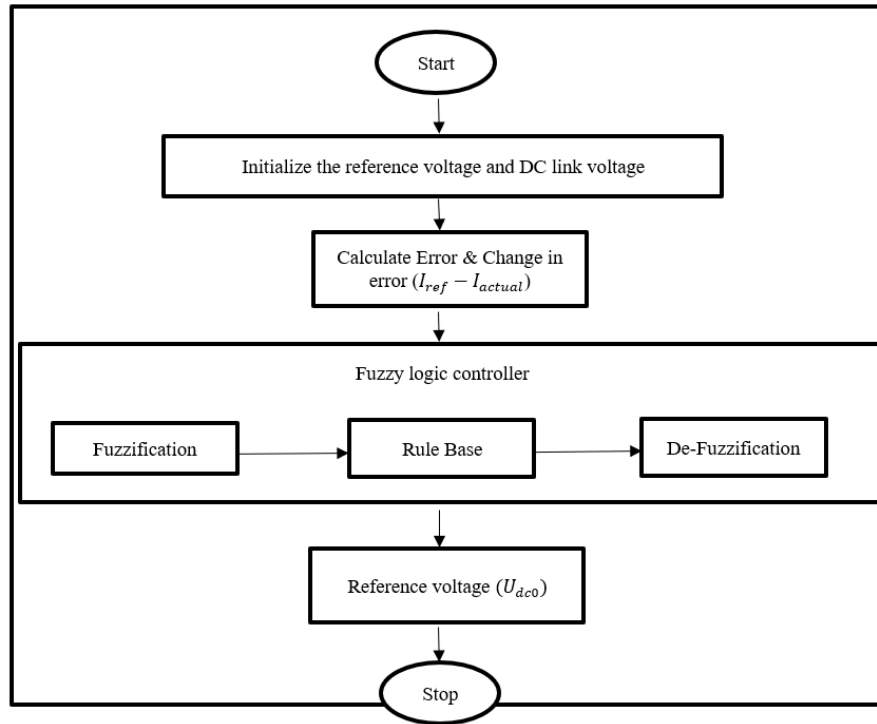 Start
Initialize the reference voltage and DC link voltage
Calculate Error & Change in
error (I_ref − I_actual)
Fuzzy logic controller
Fuzzification
Rule Base
De-Fuzzification
Reference voltage (U_dc0)
Stop